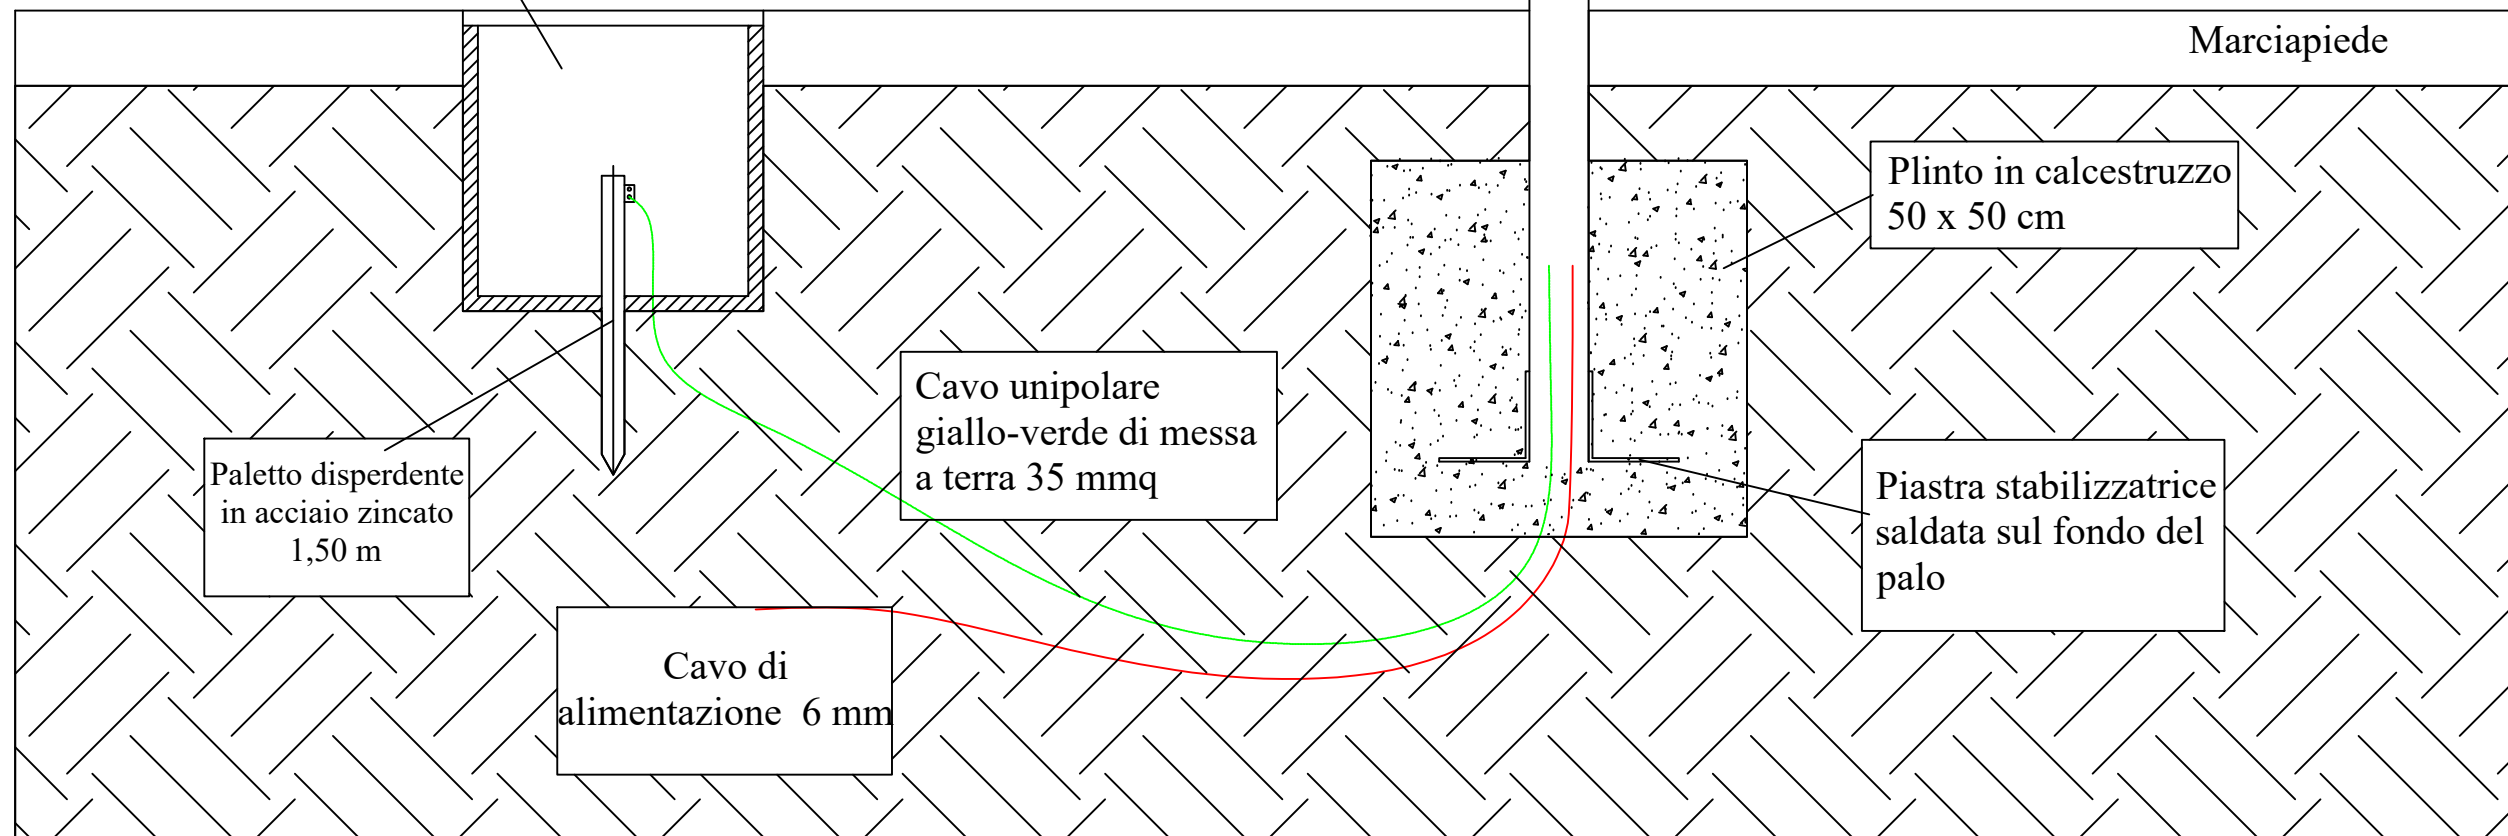 Marciapiede
Plinto in calcestruzzo
50 x 50 cm
Cavo unipolare
giallo-verde di messa
a terra 35 mmq
Paletto disperdente
in acciaio zincato
1,50 m
Piastra stabilizzatrice
saldata sul fondo del
palo
Cavo di
alimentazione  6 mm